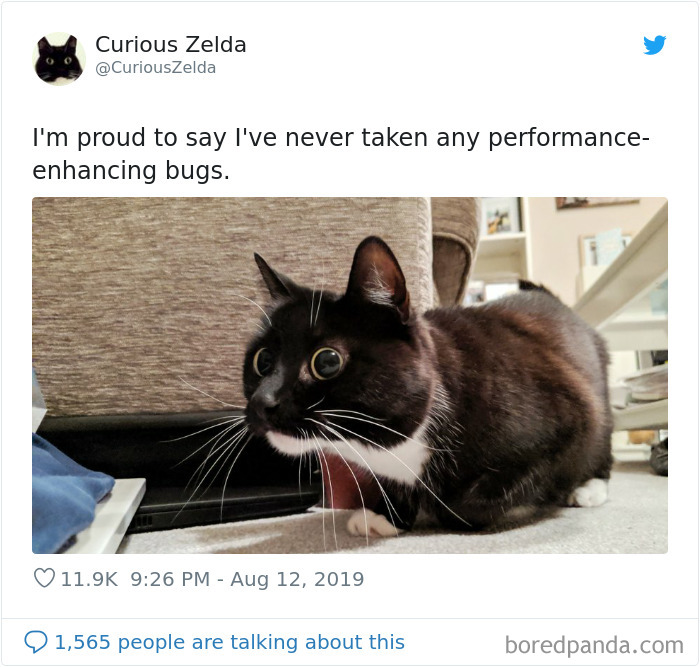 Curious Zelda
@CuriousZelda
I'm proud to say I've never taken any performance-
enhancing bugs.
11.9K 9:26 PM - Aug 12, 2019
1,565 people are talking about this
boredpanda.com